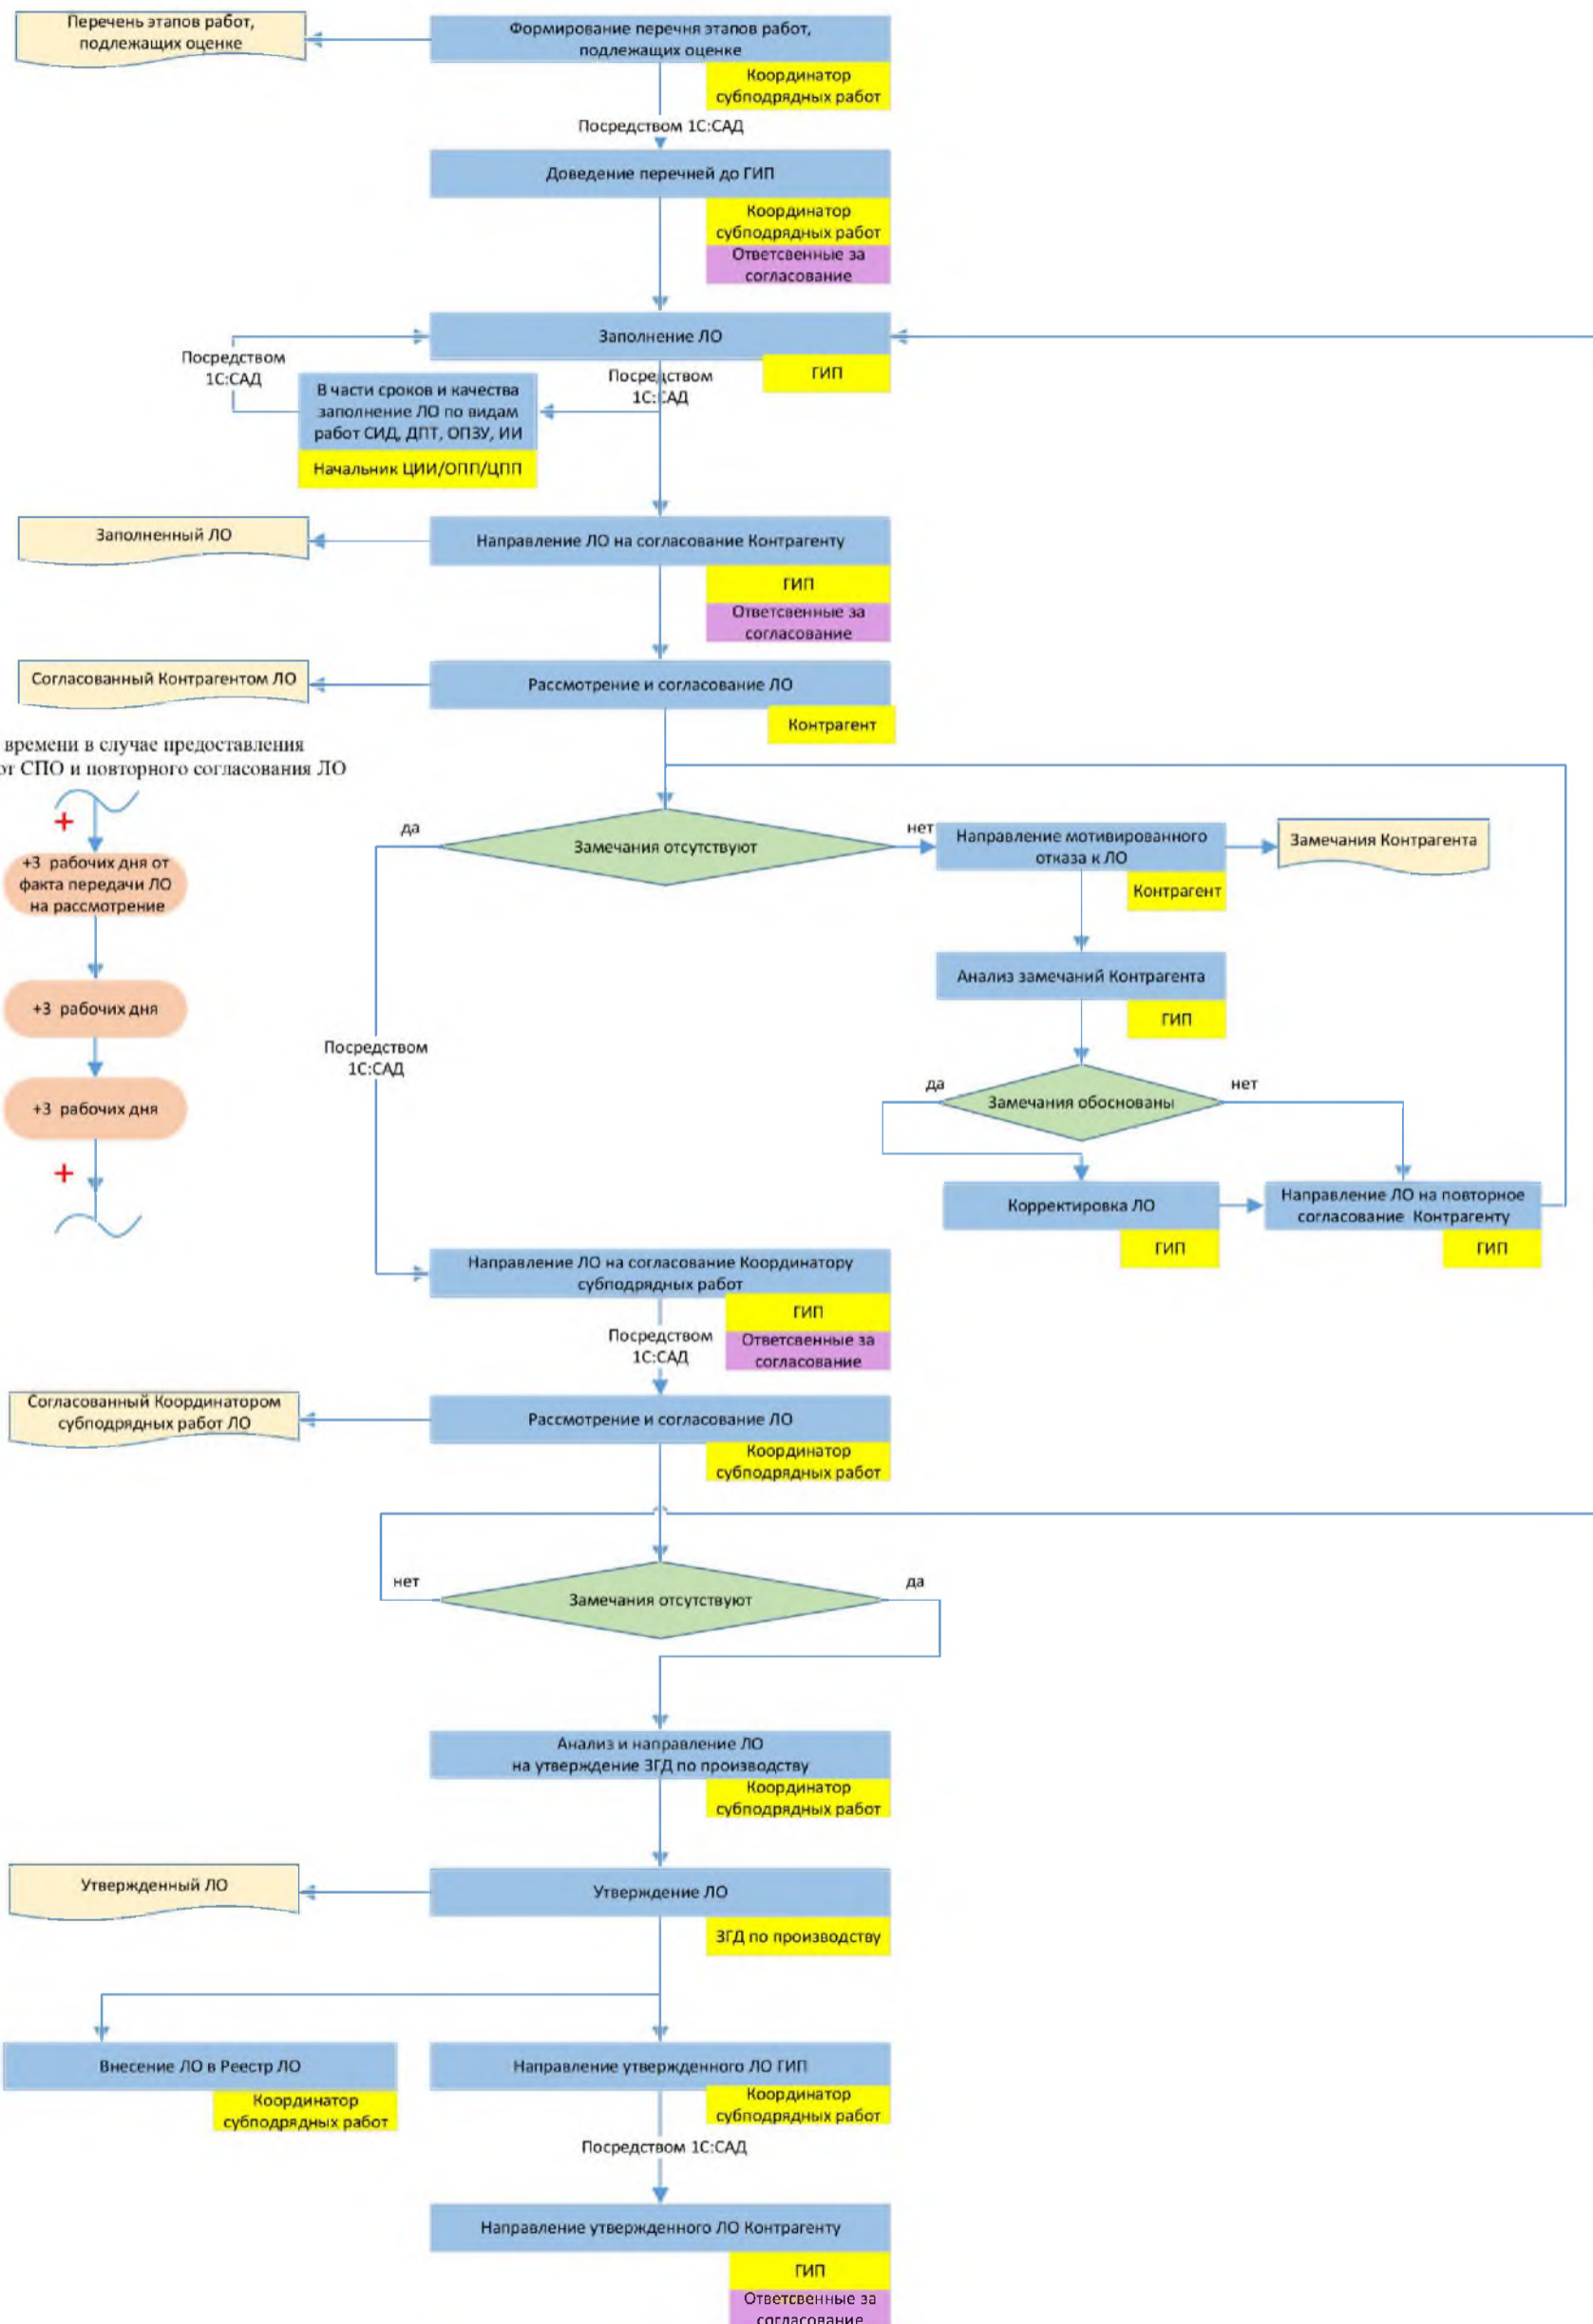 Перечень этапов работ,
подлежащих оценке
Формирование перечня этапов работ,
подлежащих оценке
Координатор
субподрядных работ
Посредством 1С:САД
Доведение перечней до ГИП
Координатор
субподрядных работ
Ответсвенные за
согласование
Заполнение ЛО
ГИП
Посредством
1С:САД
Посредством
1С:САД
В части сроков и качества
заполнение ЛО по видам
работ СИД, ДПТ, ОПЗУ, ИИ
Начальник ЦИИ/ОПП/ЦПП
Заполненный ЛО
Направление ЛО на согласование Контрагенту
ГИП
Ответсвенные за
согласование
Согласованный Контрагентом ЛО
Рассмотрение и согласование ЛО
Контрагент
времени в случае предоставления
от СПО и повторного согласования ЛО
+
+3 рабочих дня от
факта передачи ЛО
на рассмотрение
+3 рабочих дня
+3 рабочих дня
+
да
Замечания отсутствуют
нет
Направление мотивированного
отказа к ЛО
Контрагент
Замечания Контрагента
Анализ замечаний Контрагента
ГИП
Посредством
1С:САД
да
Замечания обоснованы
нет
Корректировка ЛО
ГИП
Направление ЛО на повторное
согласование Контрагенту
ГИП
Направление ЛО на согласование Координатору
субподрядных работ
ГИП
Ответсвенные за
согласование
Посредством
1С:САД
Согласованный Координатором
субподрядных работ ЛО
Рассмотрение и согласование ЛО
Координатор
субподрядных работ
нет
Замечания отсутствуют
да
Анализ и направление ЛО
на утверждение ЗГД по производству
Координатор
субподрядных работ
Утвержденный ЛО
Утверждение ЛО
ЗГД по производству
Внесение ЛО в Реестр ЛО
Координатор
субподрядных работ
Направление утвержденного ЛО ГИП
Координатор
субподрядных работ
Посредством 1С:САД
Направление утвержденного ЛО Контрагенту
ГИП
Ответсвенные за
согласование